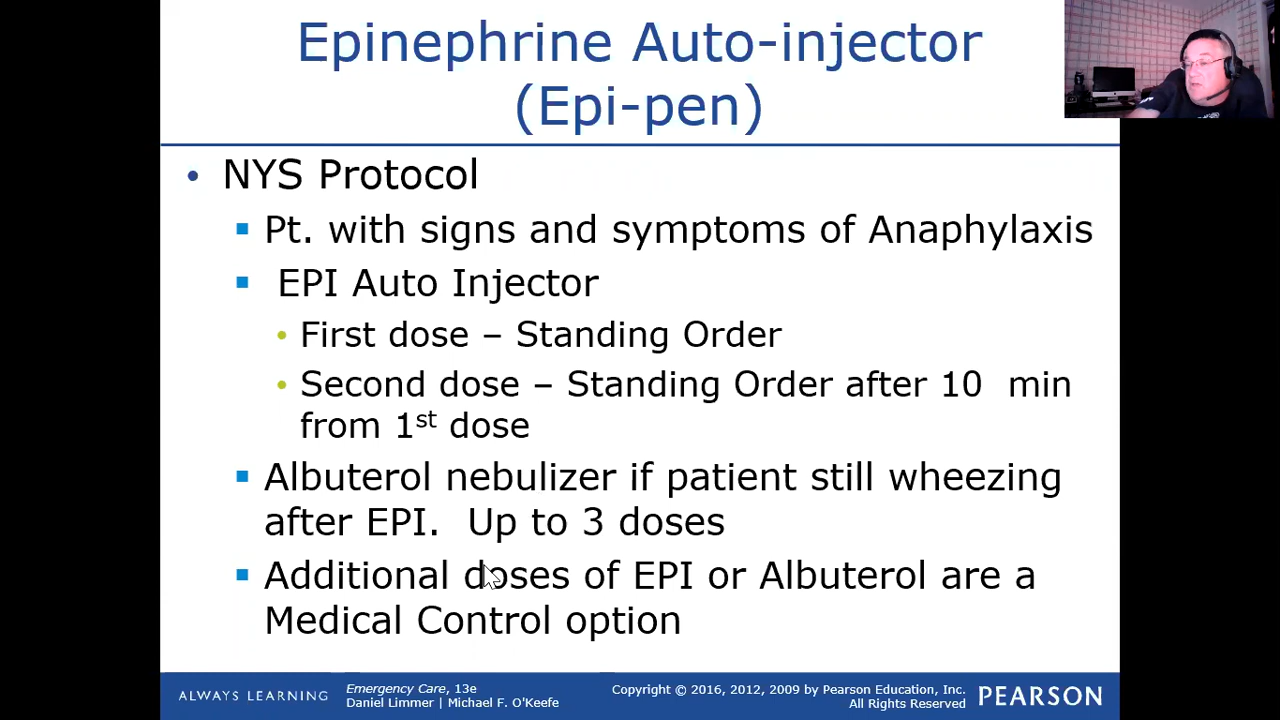 Epinephrine Auto-injector
(Epi-pen)
• NYS Protocol
▪ Pt. with signs and symptoms of Anaphylaxis
▪ EPI Auto Injector
• First dose – Standing Order
• Second dose – Standing Order after 10 min
from 1st dose
▪ Albuterol nebulizer if patient still wheezing
after EPI. Up to 3 doses
▪ Additional doses of EPI or Albuterol are a
Medical Control option
ALWAYS LEARNING
Emergency Care, 13e
Daniel Limmer | Michael F. O'Keefe
Copyright © 2016, 2012, 2009 by Pearson Education, Inc.
All Rights Reserved
PEARSON